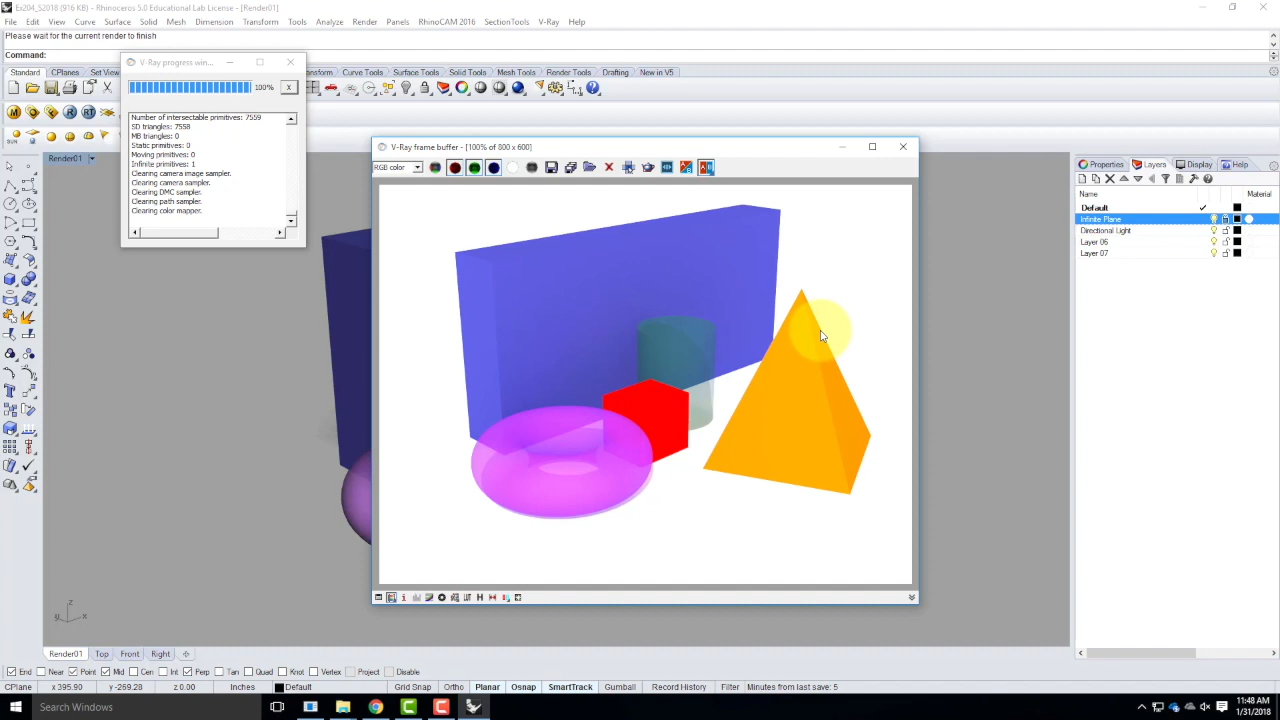 Ex204_S2018 (916 KB) - Rhinoceros 5.0 Educational Lab License - [Render01]
File Edit View Curve Surface Solid Mesh Dimension Transform Tools Analyze Render Panels RhinoCAM 2016 SectionTools V-Ray Help
Please wait for the current render to finish
Command:
Standard CPlanes Set View
V-Ray progress win...
ansform Curve Tools Surface Tools Solid Tools Mesh Tools Render Tools Drafting New in V5
100%
x
Number of intersectable primitives: 7559
SD triangles: 7558
MB triangles: 0
Static primitives: 0
Moving primitives: 0
Infinite primitives: 1
Clearing camera image sampler.
Clearing camera sampler.
Clearing DMC sampler.
Clearing path sampler.
Clearing color mapper.
Render01
V-Ray frame buffer - [100% of 800 x 600]
RGB color
Properties Layers Display Help
Name Material
Default
Infinite Plane
Directional Light
Layer 06
Layer 07
z
y x
Render01 Top Front Right
End Near Point Mid Cen Int Perp Tan Quad Knot Vertex Project Disable
CPlane x 395.90 y -269.28 z 0.00 Inches Default Grid Snap Ortho Planar Osnap SmartTrack Gumball Record History Filter Minutes from last save: 5
Search Windows
11:48 AM
1/31/2018